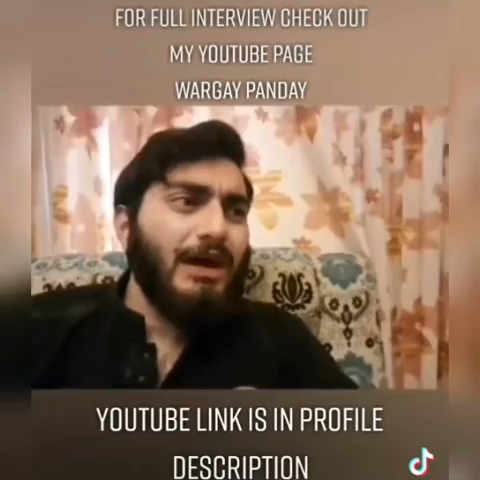 FOR FULL INTERVIEW CHECK OUT
MY YOUTUBE PAGE
WARGAY PANDAY
YOUTUBE LINK IS IN PROFILE
DESCRIPTION